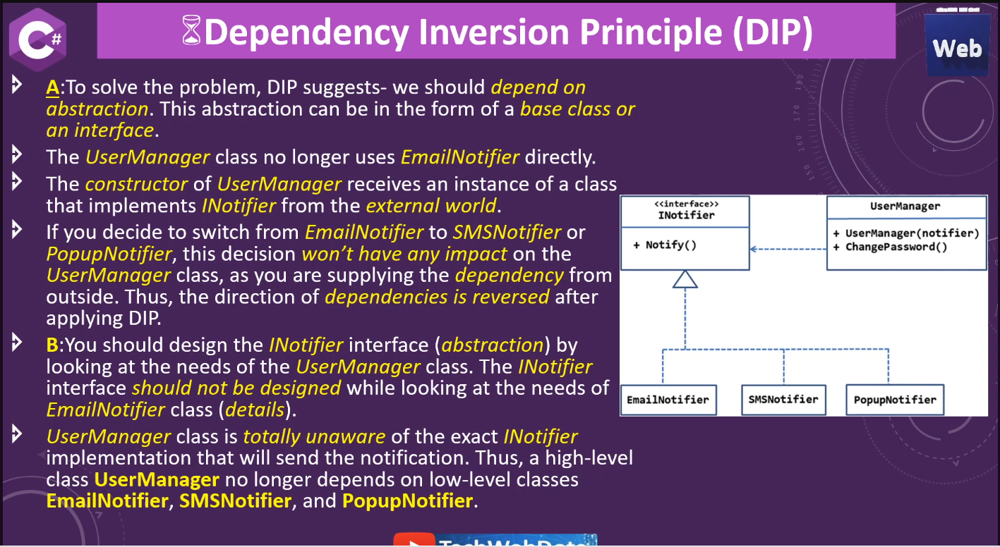 C#
⏳Dependency Inversion Principle (DIP)
Web
A:To solve the problem, DIP suggests- we should depend on
abstraction. This abstraction can be in the form of a base class or
an interface.
The UserManager class no longer uses EmailNotifier directly.
The constructor of UserManager receives an instance of a class
that implements INotifier from the external world.
If you decide to switch from EmailNotifier to SMSNotifier or
PopupNotifier, this decision won't have any impact on the
UserManager class, as you are supplying the dependency from
outside. Thus, the direction of dependencies is reversed after
applying DIP.
B:You should design the INotifier interface (abstraction) by
looking at the needs of the UserManager class. The INotifier
interface should not be designed while looking at the needs of
EmailNotifier class (details).
UserManager class is totally unaware of the exact INotifier
implementation that will send the notification. Thus, a high-level
class UserManager no longer depends on low-level classes
EmailNotifier, SMSNotifier, and PopupNotifier.
<<interface>>
INotifier
+ Notify()
UserManager
+ UserManager(notifier)
+ ChangePassword()
EmailNotifier
SMSNotifier
PopupNotifier
180
170
160
150